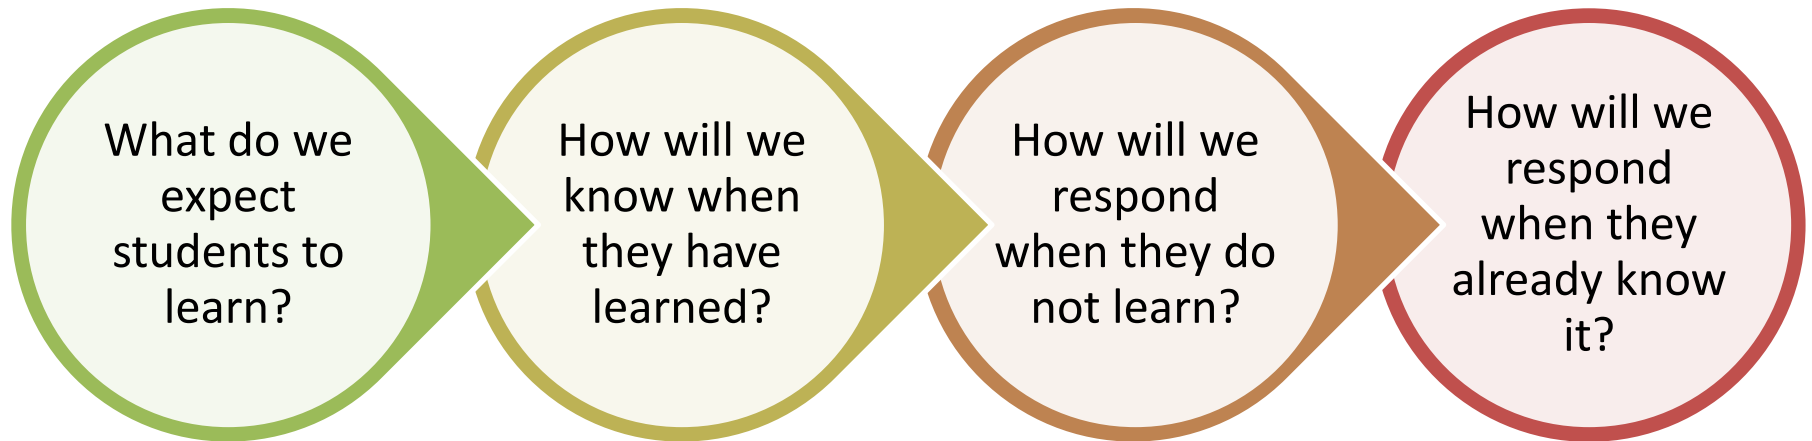 What do we
expect
students to
learn?
How will we
know when
they have
learned?
How will we
respond
when they do
not learn?
How will we
respond
when they
already know
it?